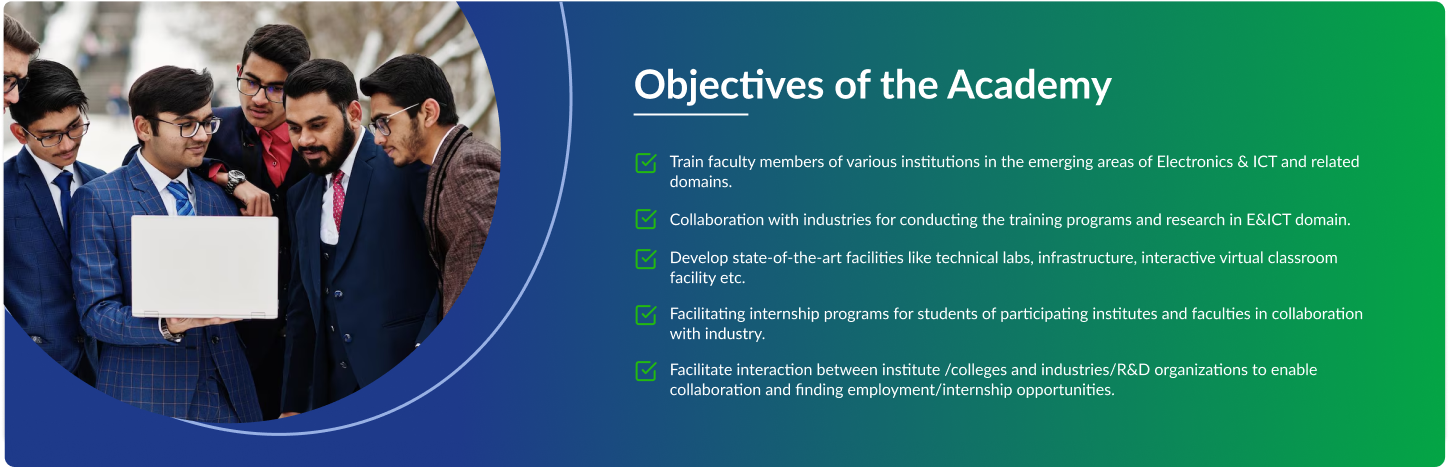 Objectives of the Academy
Train faculty members of various institutions in the emerging areas of Electronics & ICT and related
domains.
Collaboration with industries for conducting the training programs and research in E&ICT domain.
Develop state-of-the-art facilities like technical labs, infrastructure, interactive virtual classroom
facility etc.
Facilitating internship programs for students of participating institutes and faculties in collaboration
with industry.
Facilitate interaction between institute /colleges and industries/R&D organizations to enable
collaboration and finding employment/internship opportunities.